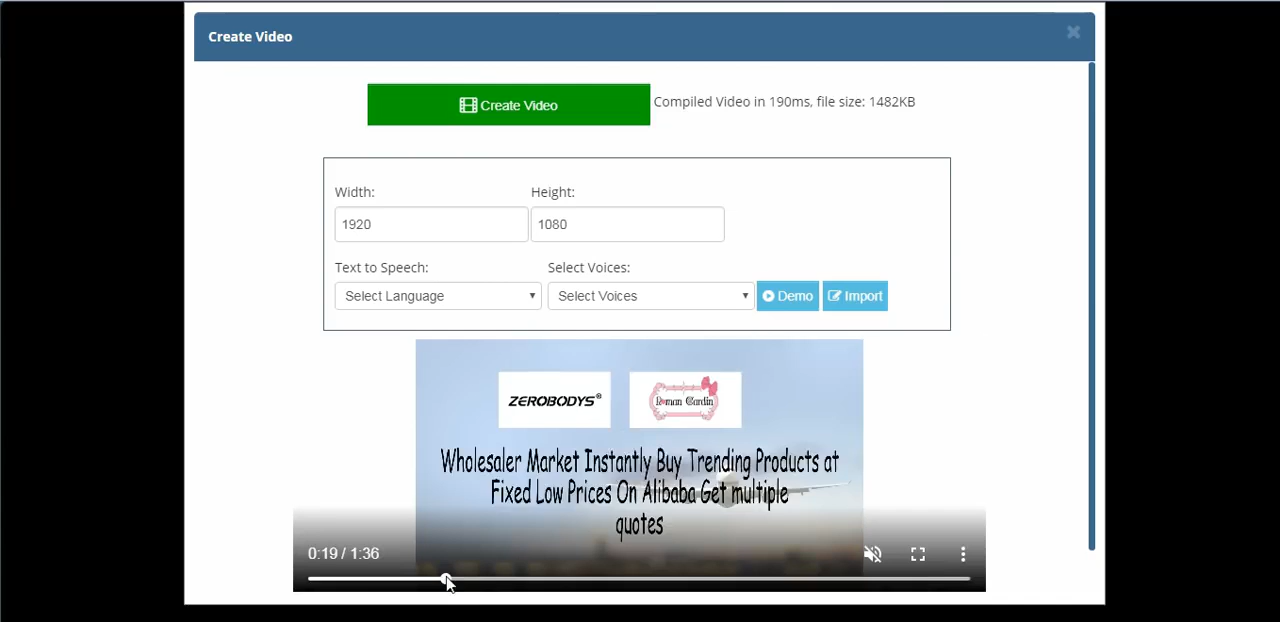 Create Video
Create Video
Compiled Video in 190ms, file size: 1482KB
Width:
Height:
1920
1080
Text to Speech:
Select Voices:
Select Language
Select Voices
Demo
Import
ZEROBODYS®
Roman Gardin
Wholesaler Market Instantly Buy Trending Products at
Fixed Low Prices On Alibaba Get multiple
quotes
0:19 / 1:36